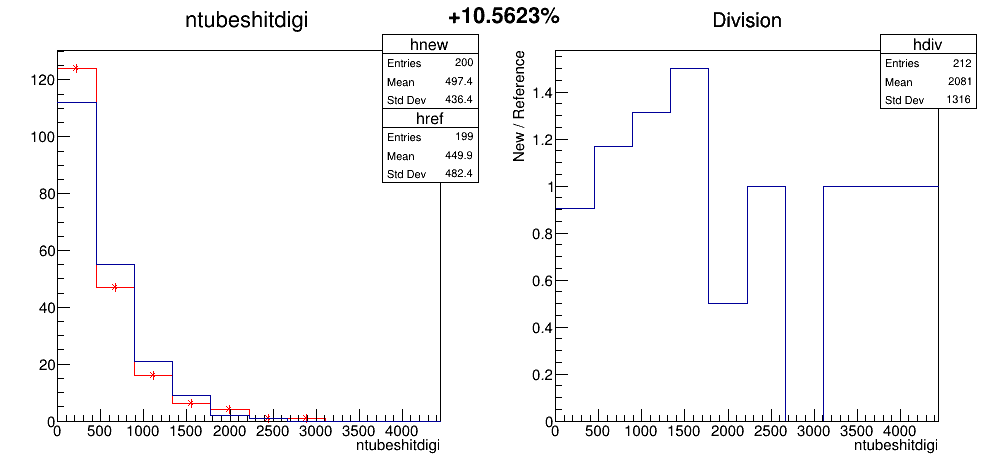 ntubeshitdigi
+10.5623%
Division
hnew
Entries 200
Mean 497.4
Std Dev 436.4
href
Entries 199
Mean 449.9
Std Dev 482.4
120
100
80
60
40
20
0
0 500 1000 1500 2000 2500 3000 3500 4000
ntubeshitdigi
hdiv
Entries 212
Mean 2081
Std Dev 1316
New / Reference
1.4
1.2
1
0.8
0.6
0.4
0.2
0
0 500 1000 1500 2000 2500 3000 3500 4000
ntubeshitdigi